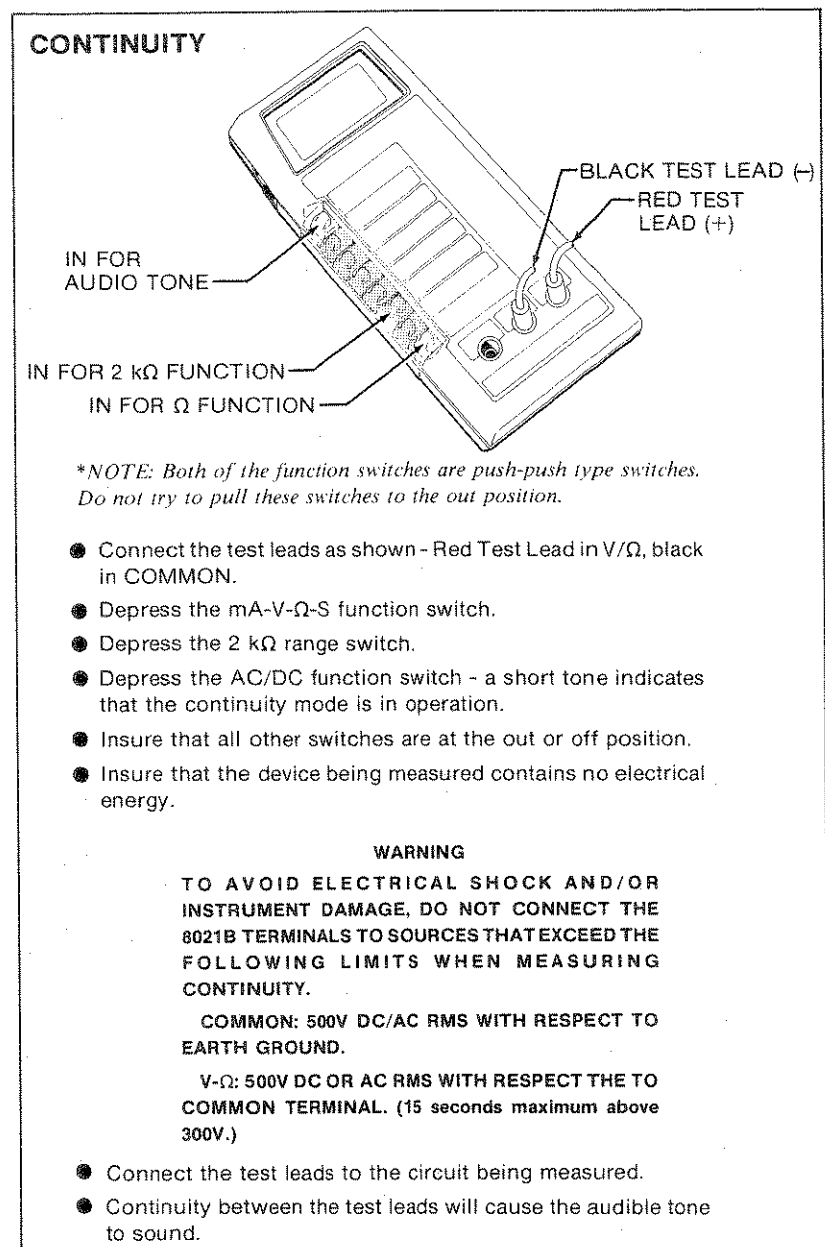 CONTINUITY
BLACK TEST LEAD (-)
RED TEST
LEAD (+)
IN FOR
AUDIO TONE
IN FOR 2 kΩ FUNCTION
IN FOR Ω FUNCTION
*NOTE: Both of the function switches are push-push type switches.
Do not try to pull these switches to the out position.
● Connect the test leads as shown - Red Test Lead in V/Ω, black
in COMMON.
● Depress the mA-V-Ω-S function switch.
● Depress the 2 kΩ range switch.
● Depress the AC/DC function switch - a short tone indicates
that the continuity mode is in operation.
● Insure that all other switches are at the out or off position.
● Insure that the device being measured contains no electrical
energy.
WARNING
TO AVOID ELECTRICAL SHOCK AND/OR
INSTRUMENT DAMAGE, DO NOT CONNECT THE
8021B TERMINALS TO SOURCES THAT EXCEED THE
FOLLOWING LIMITS WHEN MEASURING
CONTINUITY.
COMMON: 500V DC/AC RMS WITH RESPECT TO
EARTH GROUND.
V-Ω: 500V DC OR AC RMS WITH RESPECT THE TO
COMMON TERMINAL. (15 seconds maximum above
300V.)
● Connect the test leads to the circuit being measured.
● Continuity between the test leads will cause the audible tone
to sound.